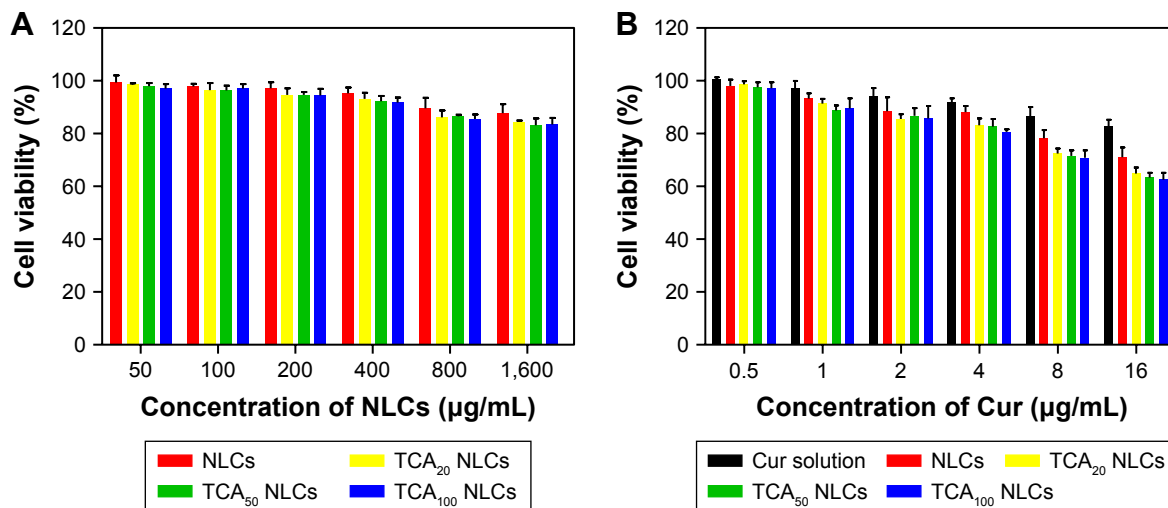 A
Cell viability (%)
120
100
80
60
40
20
0
50 100 200 400 800 1,600
Concentration of NLCs (μg/mL)
NLCs TCA20 NLCs
TCA50 NLCs TCA100 NLCs
B
Cell viability (%)
120
100
80
60
40
20
0
0.5 1 2 4 8 16
Concentration of Cur (μg/mL)
Cur solution NLCs TCA20 NLCs
TCA50 NLCs TCA100 NLCs